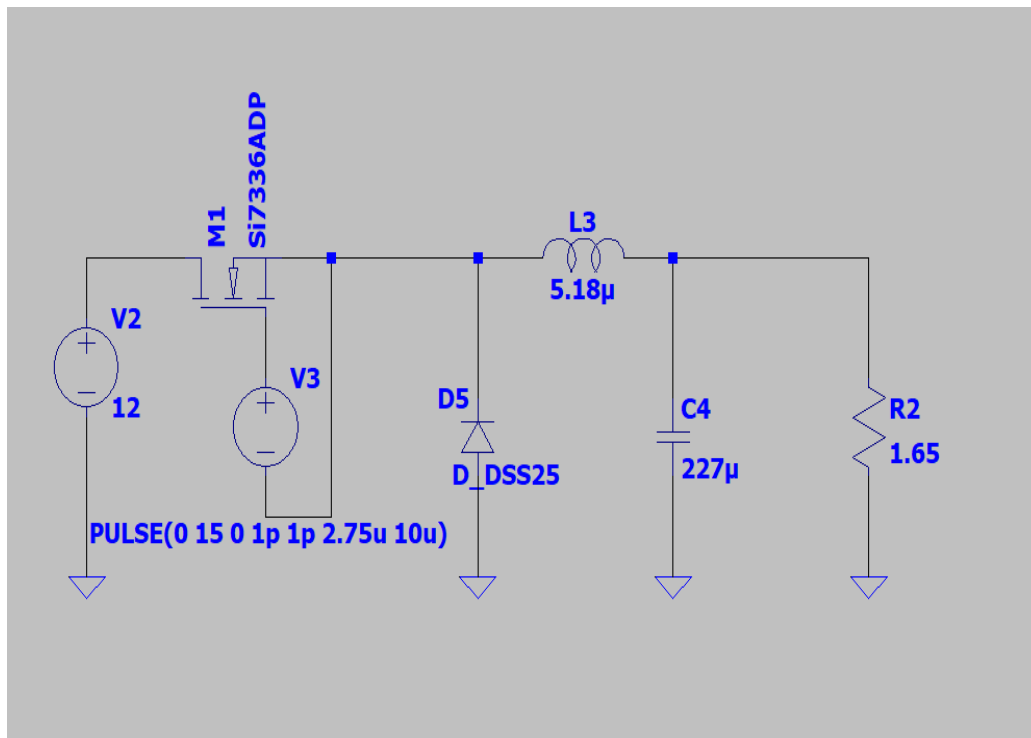 M1
Si7336ADP
V2
12
V3
PULSE(0 15 0 1p 1p 2.75u 10u)
D5
D_DSS25
L3
5.18µ
C4
227µ
R2
1.65